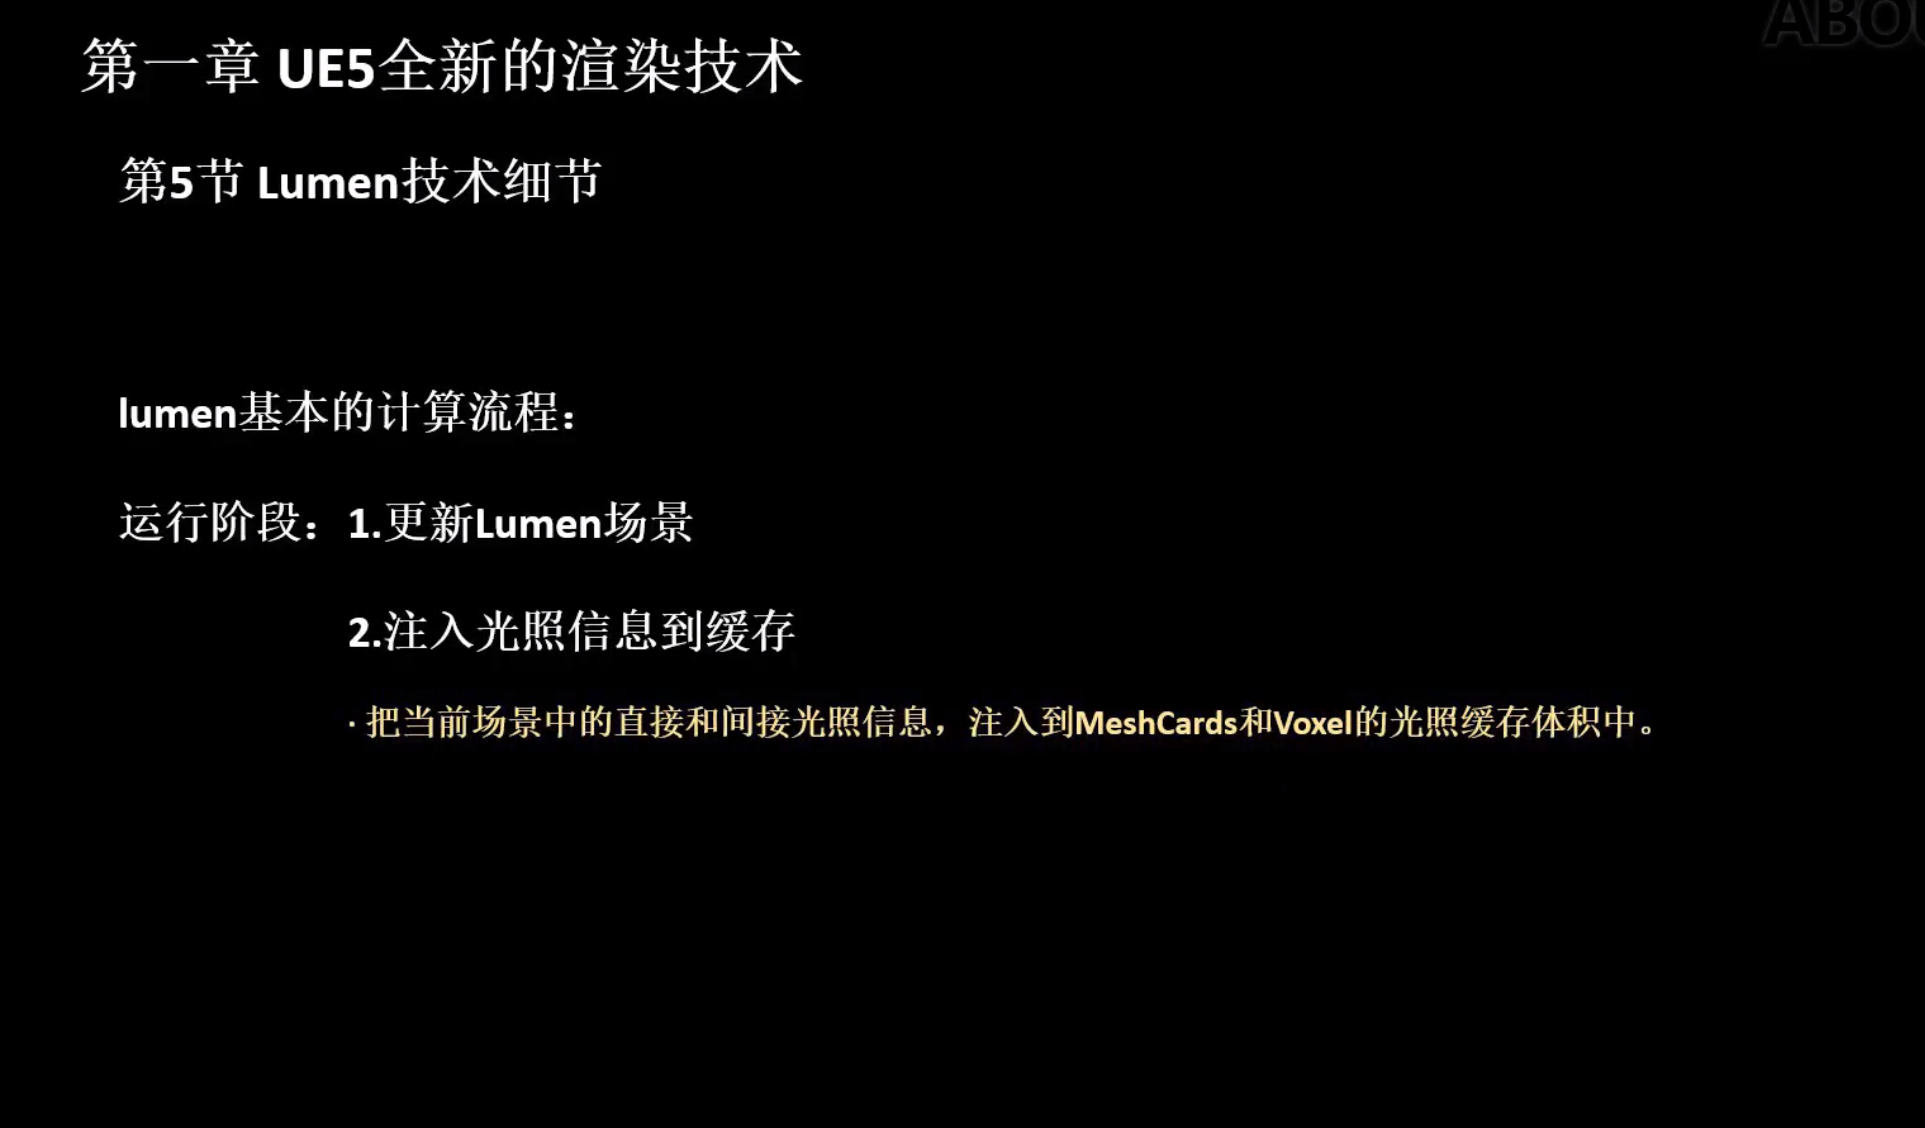 第一章 UE5全新的渲染技术
第5节 Lumen技术细节
lumen基本的计算流程：
运行阶段：1.更新Lumen场景
2.注入光照信息到缓存
· 把当前场景中的直接和间接光照信息，注入到MeshCards和Voxel的光照缓存体积中。